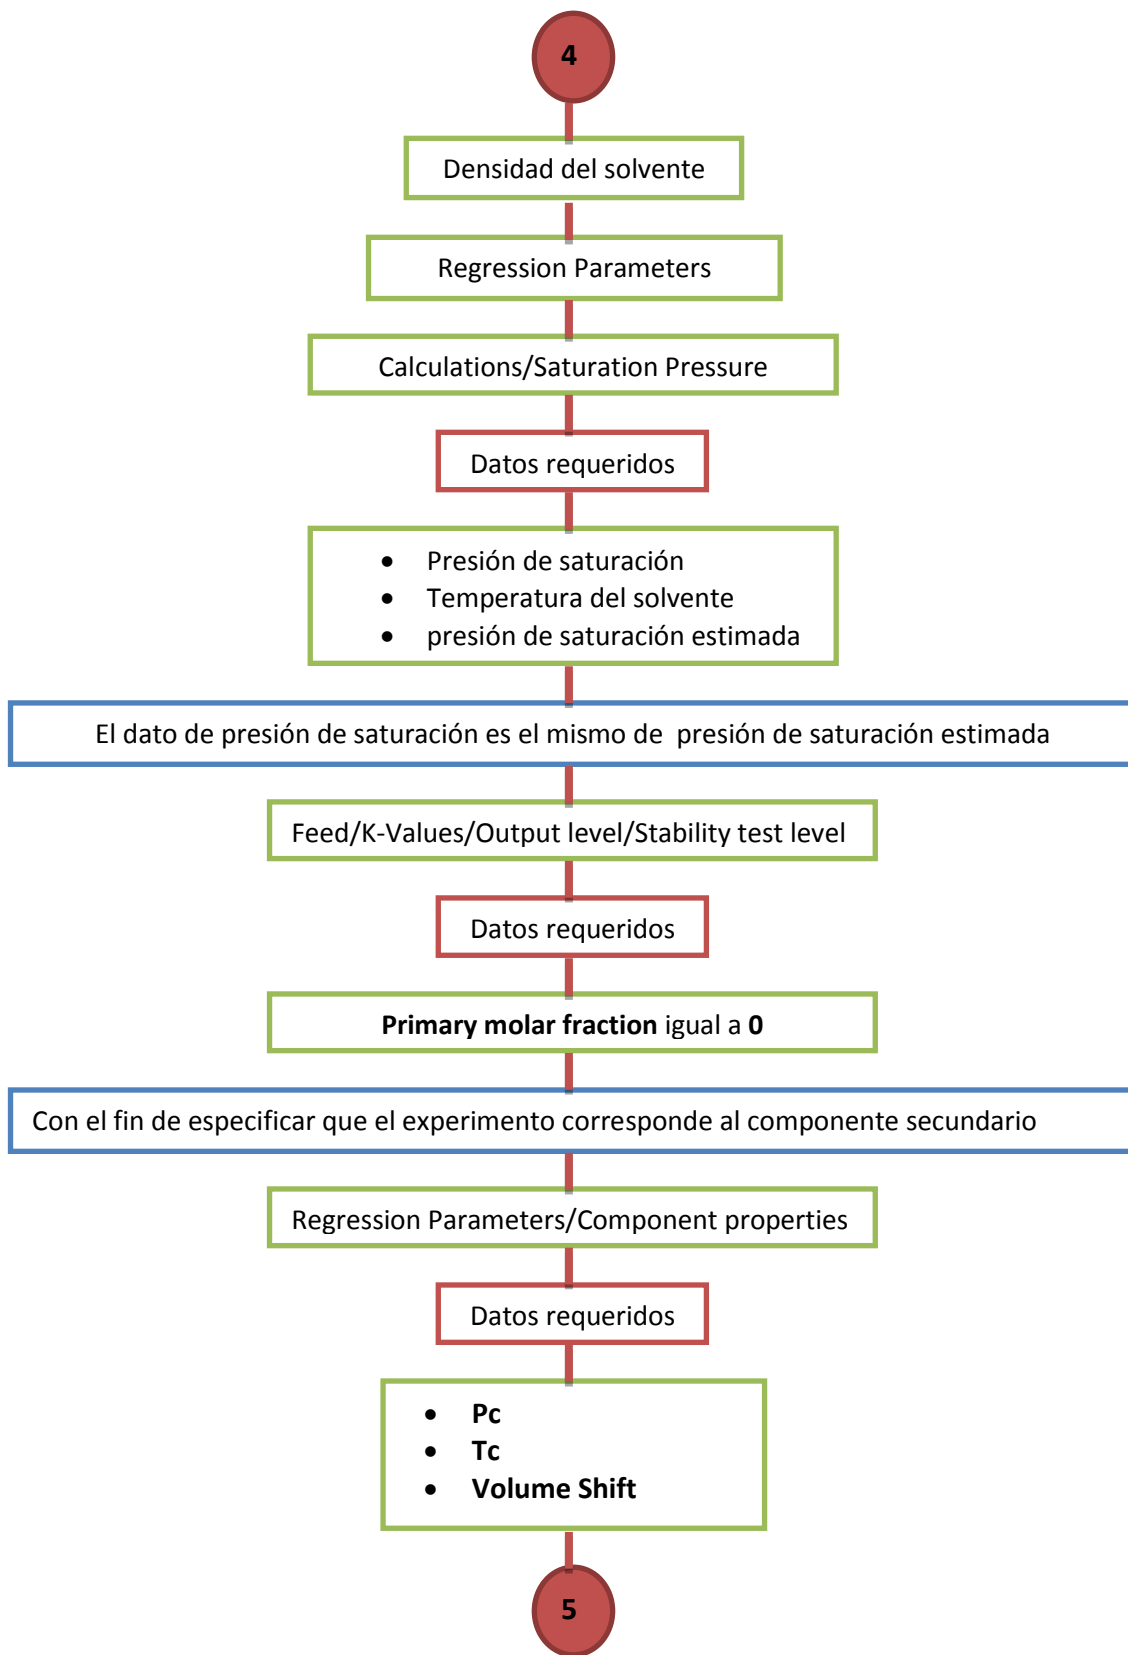 4
Densidad del solvente
Regression Parameters
Calculations/Saturation Pressure
Datos requeridos
• Presión de saturación
• Temperatura del solvente
• presión de saturación estimada
El dato de presión de saturación es el mismo de presión de saturación estimada
Feed/K-Values/Output level/Stability test level
Datos requeridos
Primary molar fraction igual a 0
Con el fin de especificar que el experimento corresponde al componente secundario
Regression Parameters/Component properties
Datos requeridos
• Pc
• Tc
• Volume Shift
5